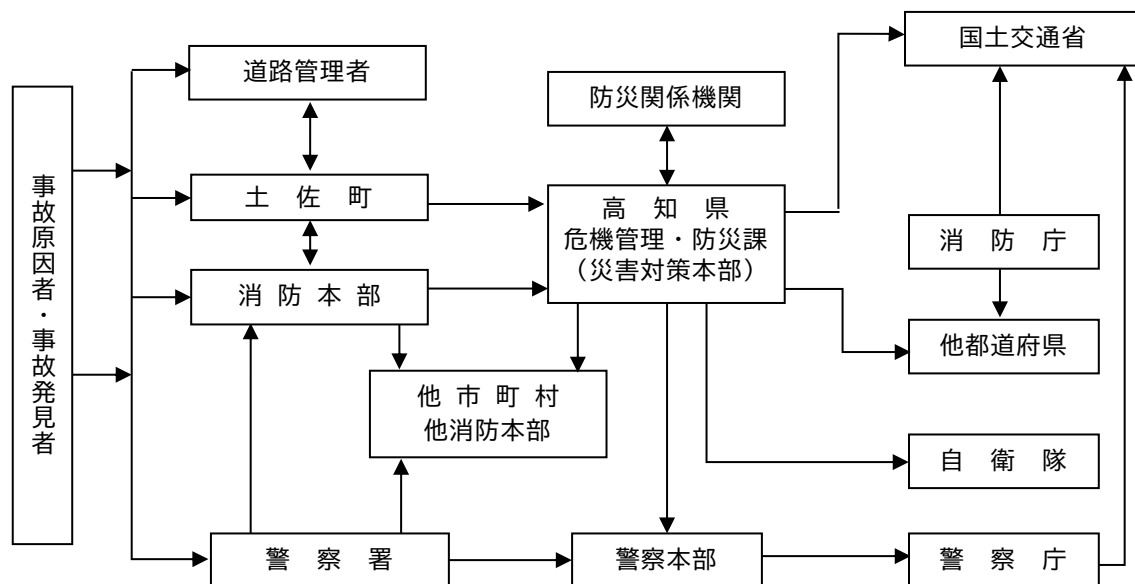 事故原因者・事故発見者
道路管理者
土 佐 町
消 防 本 部
他 市 町 村
他消防本部
警 察 署
防災関係機関
高 知 県
危機管理・防災課
（災害対策本部）
警察本部
国土交通省
消 防 庁
他都道府県
自 衛 隊
警 察 庁